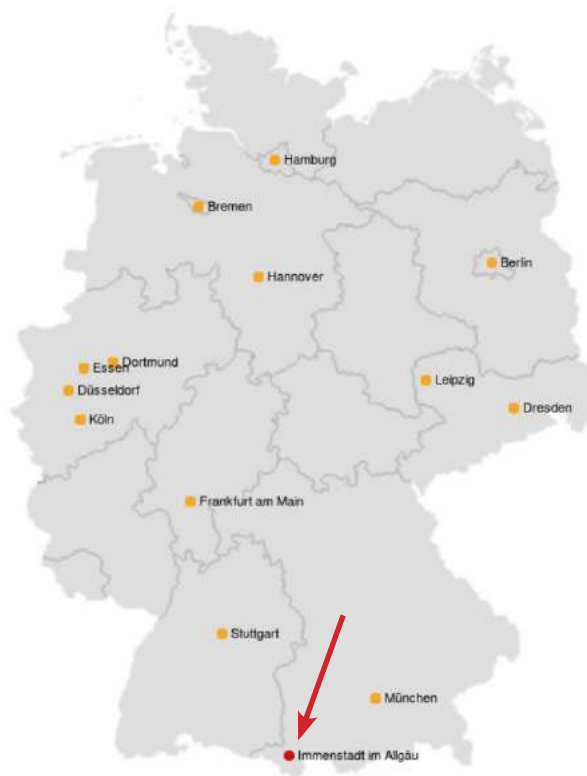 Hamburg
Bremen
Berlin
Hannover
Dortmund
Essen
Leipzig
Düsseldorf
Dresden
Köln
Frankfurt am Main
Stuttgart
München
Immenstadt im Allgäu